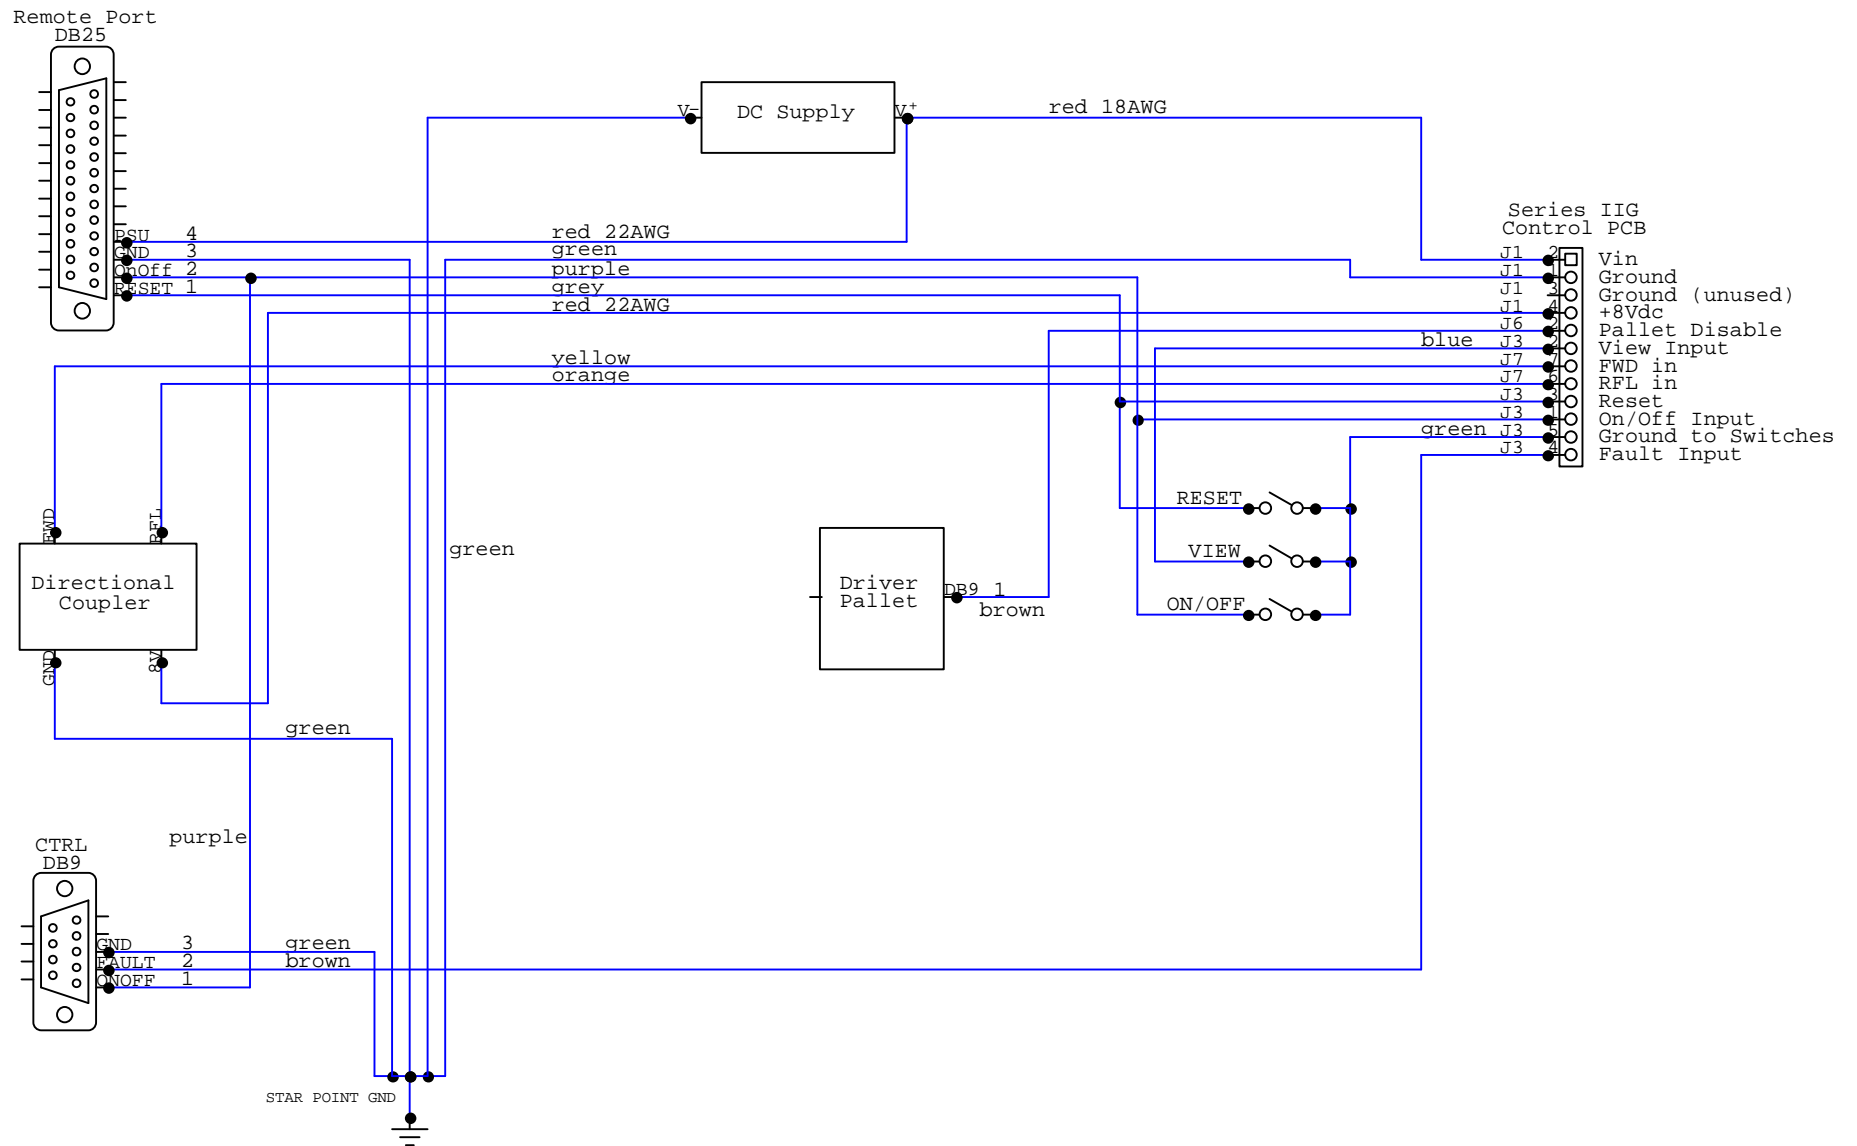 Remote Port
DB25
V-
DC Supply
V+
red 18AWG
PSU 4
red 22AWG
GND 3
green
OnOff 2
purple
RESET 1
grey
red 22AWG
yellow
orange
Series IIG
Control PCB
J1 2 Vin
J1 1 Ground
J1 3 Ground (unused)
J1 4 +8Vdc
J6 2 Pallet Disable
blue J3 2 View Input
J7 7 FWD in
J7 6 RFL in
J3 3 Reset
J3 1 On/Off Input
green J3 5 Ground to Switches
J3 4 Fault Input
RESET
VIEW
ON/OFF
FWD
RFL
Directional
Coupler
GND
8V
green
green
Driver
Pallet
DB9 1
brown
purple
CTRL
DB9
GND 3
green
FAULT 2
brown
ONOFF 1
STAR POINT GND